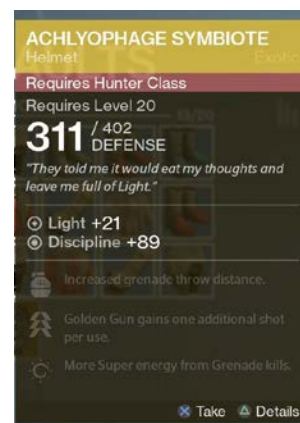 ACHLYOPHAGE SYMBIOTE
Helmet Exotic
Requires Hunter Class
Requires Level 20
311 / 402 DEFENSE
"They told me it would eat my thoughts and
leave me full of Light."
Light +21
Discipline +89
Increased grenade throw distance.
Golden Gun gains one additional shot
per use.
More Super energy from Grenade kills.
Take Details